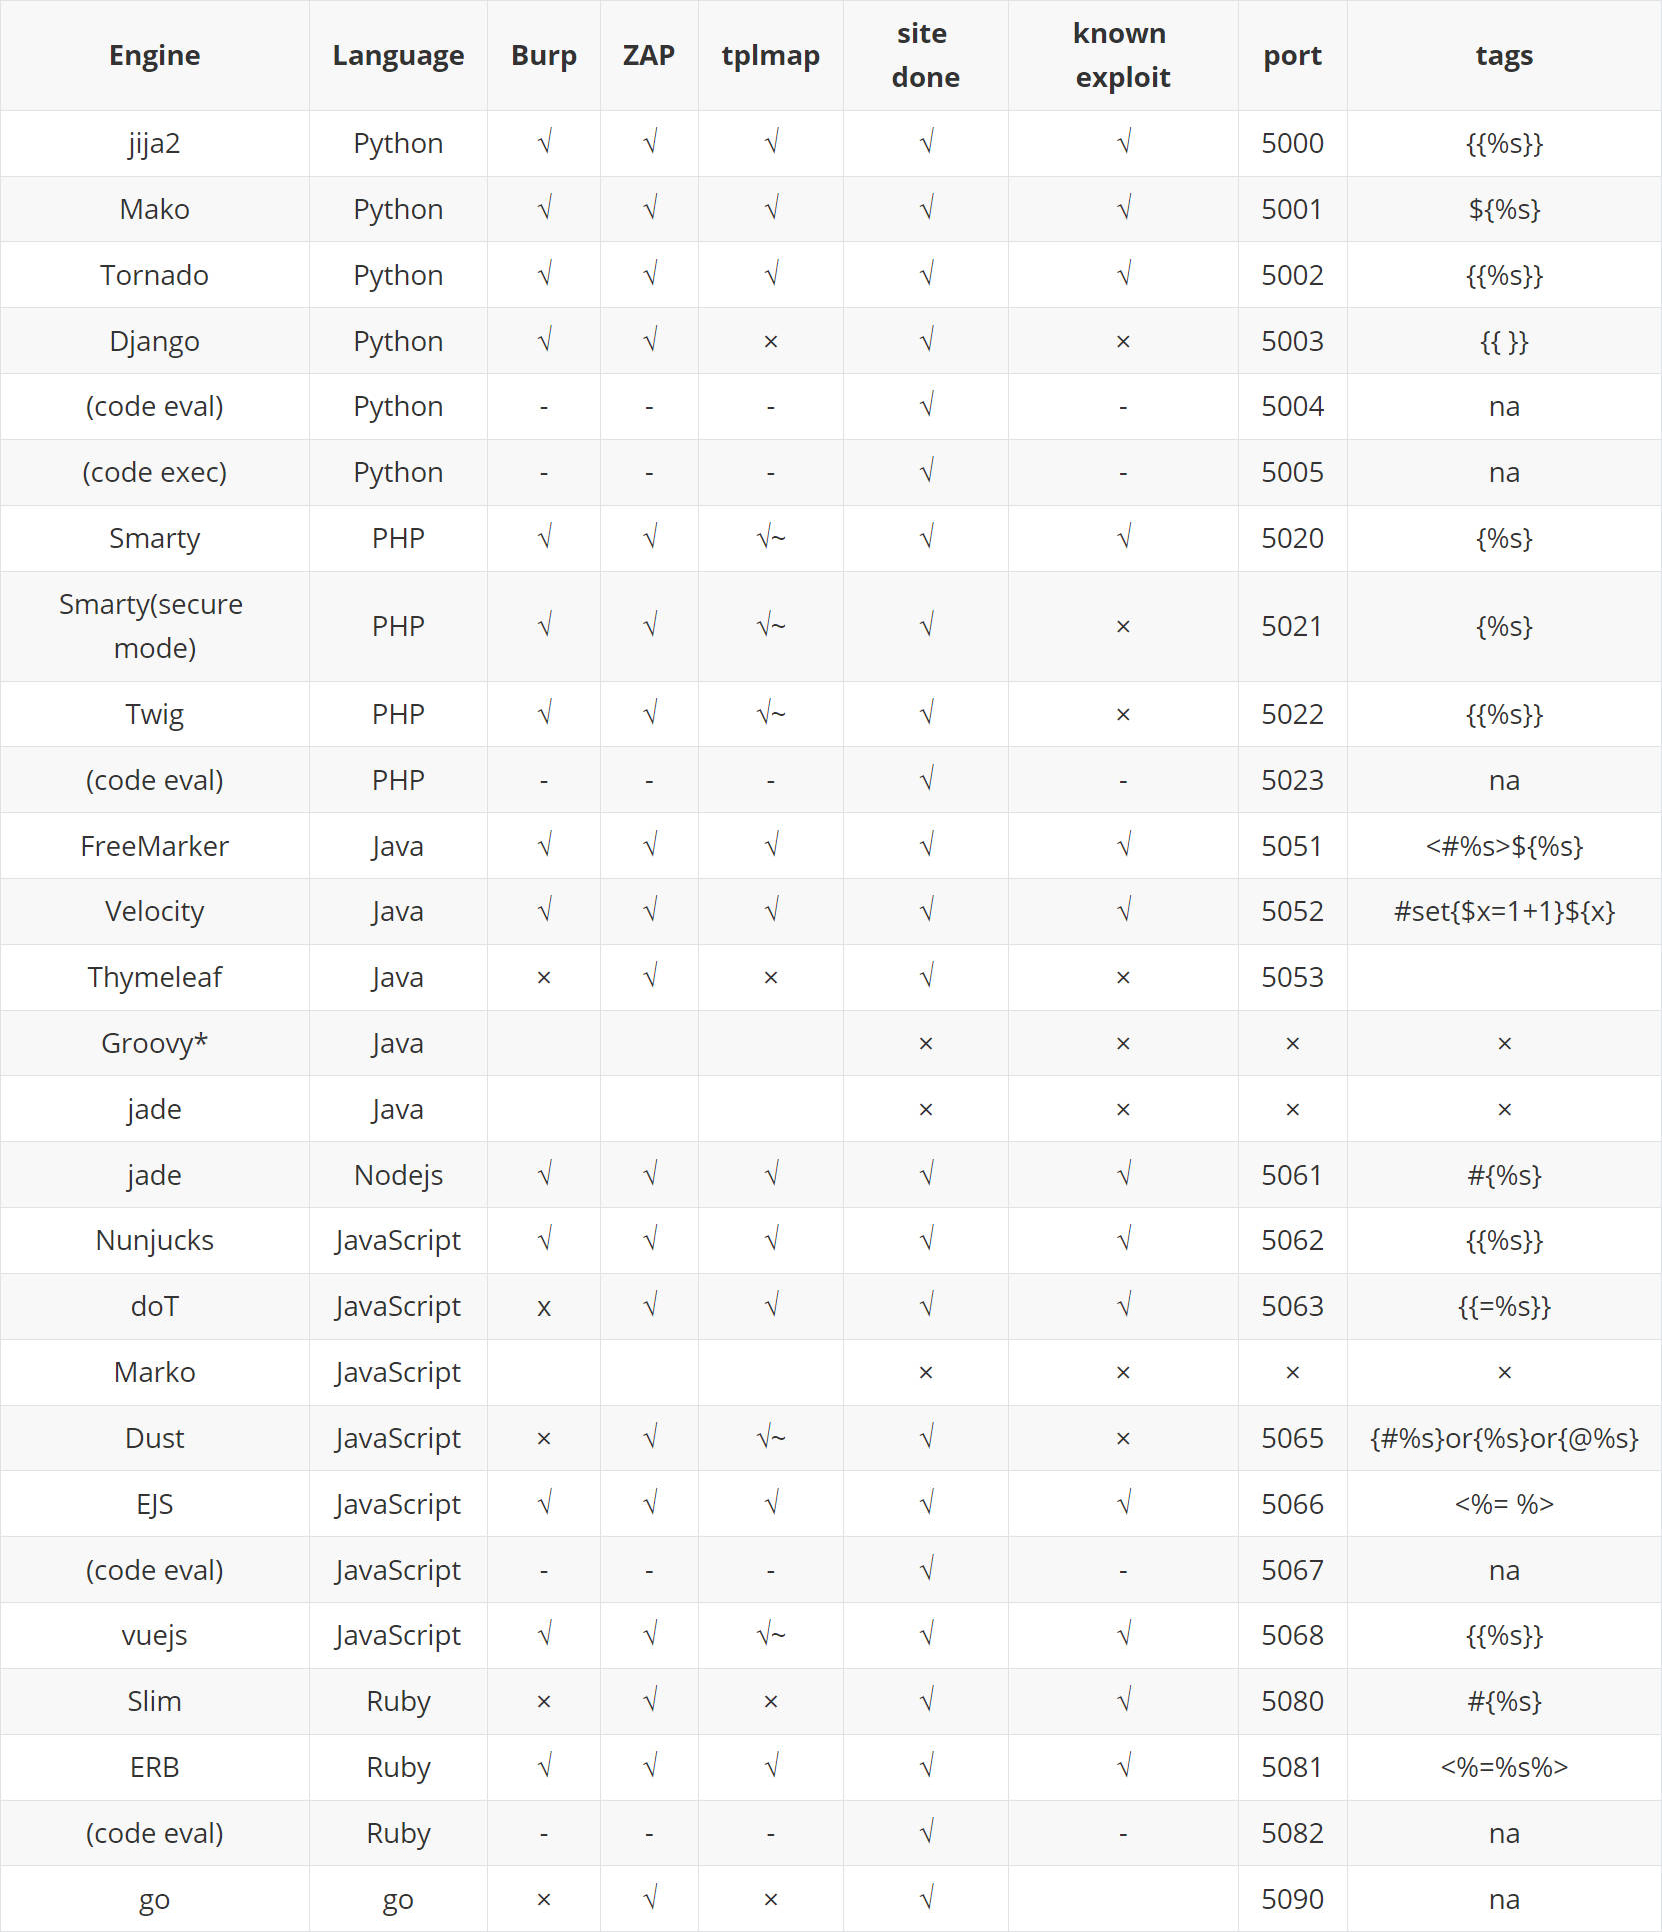 Engine Language Burp ZAP tplmap site done known exploit port tags
jija2 Python √ √ √ √ √ 5000 {{%s}}
Mako Python √ √ √ √ √ 5001 ${%s}
Tornado Python √ √ √ √ √ 5002 {{%s}}
Django Python √ √ × √ × 5003 {{ }}
(code eval) Python - - - √ - 5004 na
(code exec) Python - - - √ - 5005 na
Smarty PHP √ √ √~ √ √ 5020 {%s}
Smarty(secure mode) PHP √ √ √~ √ × 5021 {%s}
Twig PHP √ √ √~ √ × 5022 {{%s}}
(code eval) PHP - - - √ - 5023 na
FreeMarker Java √ √ √ √ √ 5051 <#%s>${%s}
Velocity Java √ √ √ √ √ 5052 #set{$x=1+1}${x}
Thymeleaf Java × √ × √ × 5053
Groovy* Java × × × ×
jade Java × × × ×
jade Nodejs √ √ √ √ √ 5061 #{%s}
Nunjucks JavaScript √ √ √ √ √ 5062 {{%s}}
doT JavaScript x √ √ √ √ 5063 {{=%s}}
Marko JavaScript × × × ×
Dust JavaScript × √ √~ √ × 5065 {#%s}or{%s}or{@%s}
EJS JavaScript √ √ √ √ √ 5066 <%= %>
(code eval) JavaScript - - - √ - 5067 na
vuejs JavaScript √ √ √~ √ √ 5068 {{%s}}
Slim Ruby × √ × √ √ 5080 #{%s}
ERB Ruby √ √ √ √ √ 5081 <%=%s%>
(code eval) Ruby - - - √ - 5082 na
go go × √ × √ 5090 na